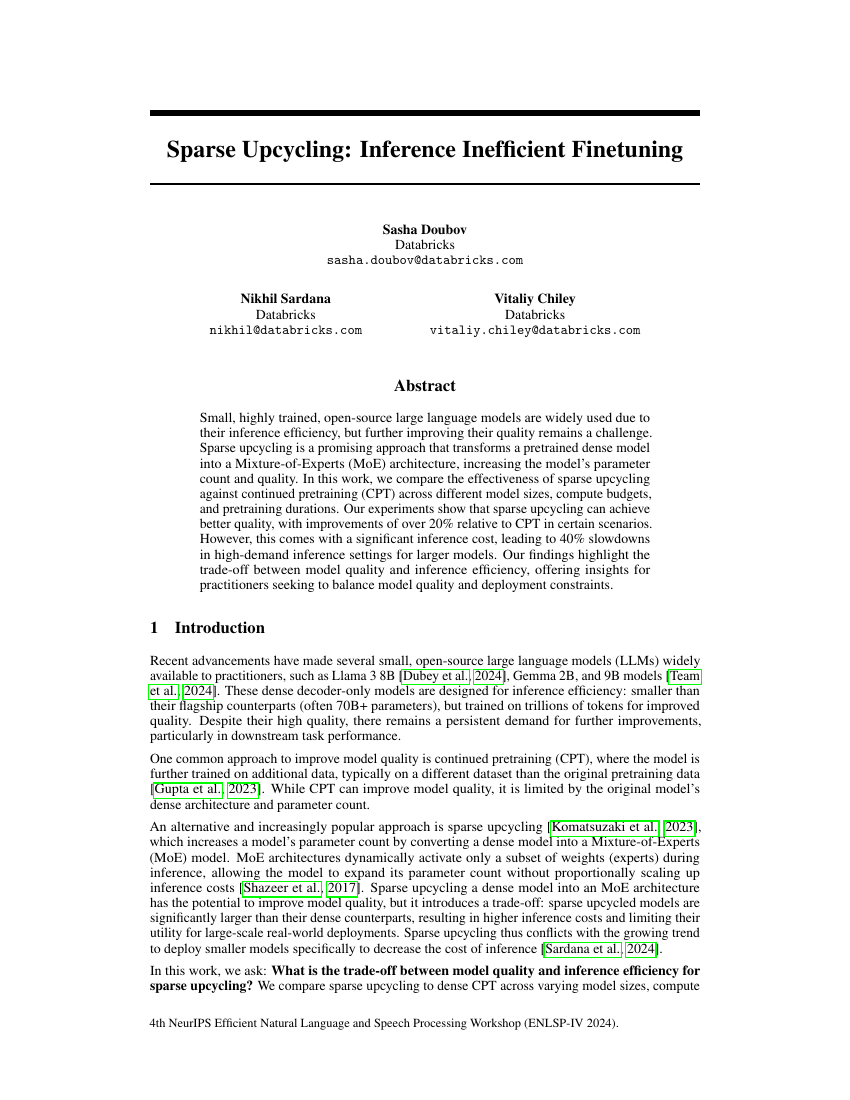 Sparse Upcycling: Inference Inefficient Finetuning
Sasha Doubov
Databricks
sasha.doubov@databricks.com
Nikhil Sardana
Databricks
nikhil@databricks.com
Vitaliy Chiley
Databricks
vitaliy.chiley@databricks.com
Abstract
Small, highly trained, open-source large language models are widely used due to
their inference efficiency, but further improving their quality remains a challenge.
Sparse upcycling is a promising approach that transforms a pretrained dense model
into a Mixture-of-Experts (MoE) architecture, increasing the model's parameter
count and quality. In this work, we compare the effectiveness of sparse upcycling
against continued pretraining (CPT) across different model sizes, compute budgets,
and pretraining durations. Our experiments show that sparse upcycling can achieve
better quality, with improvements of over 20% relative to CPT in certain scenarios.
However, this comes with a significant inference cost, leading to 40% slowdowns
in high-demand inference settings for larger models. Our findings highlight the
trade-off between model quality and inference efficiency, offering insights for
practitioners seeking to balance model quality and deployment constraints.
1 Introduction
Recent advancements have made several small, open-source large language models (LLMs) widely
available to practitioners, such as Llama 3 8B [Dubey et al., 2024], Gemma 2B, and 9B models [Team
et al., 2024]. These dense decoder-only models are designed for inference efficiency: smaller than
their flagship counterparts (often 70B+ parameters), but trained on trillions of tokens for improved
quality. Despite their high quality, there remains a persistent demand for further improvements,
particularly in downstream task performance.
One common approach to improve model quality is continued pretraining (CPT), where the model is
further trained on additional data, typically on a different dataset than the original pretraining data
[Gupta et al., 2023]. While CPT can improve model quality, it is limited by the original model's
dense architecture and parameter count.
An alternative and increasingly popular approach is sparse upcycling [Komatsuzaki et al., 2023],
which increases a model's parameter count by converting a dense model into a Mixture-of-Experts
(MoE) model. MoE architectures dynamically activate only a subset of weights (experts) during
inference, allowing the model to expand its parameter count without proportionally scaling up
inference costs [Shazeer et al., 2017]. Sparse upcycling a dense model into an MoE architecture
has the potential to improve model quality, but it introduces a trade-off: sparse upcycled models are
significantly larger than their dense counterparts, resulting in higher inference costs and limiting their
utility for large-scale real-world deployments. Sparse upcycling thus conflicts with the growing trend
to deploy smaller models specifically to decrease the cost of inference [Sardana et al., 2024].
In this work, we ask: What is the trade-off between model quality and inference efficiency for
sparse upcycling? We compare sparse upcycling to dense CPT across varying model sizes, compute
4th NeurIPS Efficient Natural Language and Speech Processing Workshop (ENLSP-IV 2024).